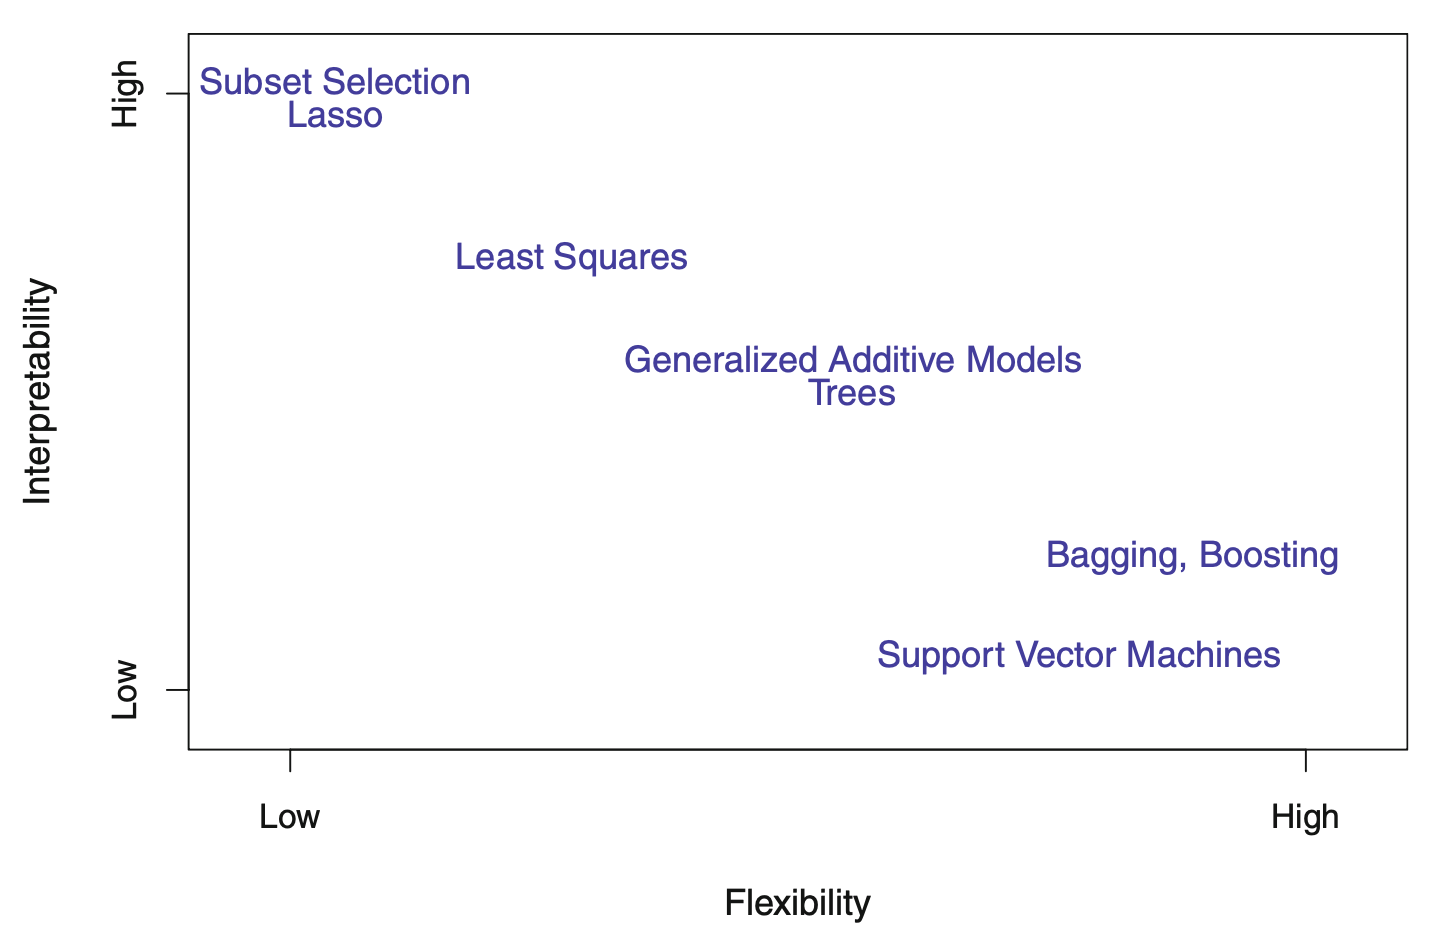 High
Subset Selection
Lasso
Least Squares
Interpretability
Generalized Additive Models
Trees
Bagging, Boosting
Support Vector Machines
Low
Low
High
Flexibility